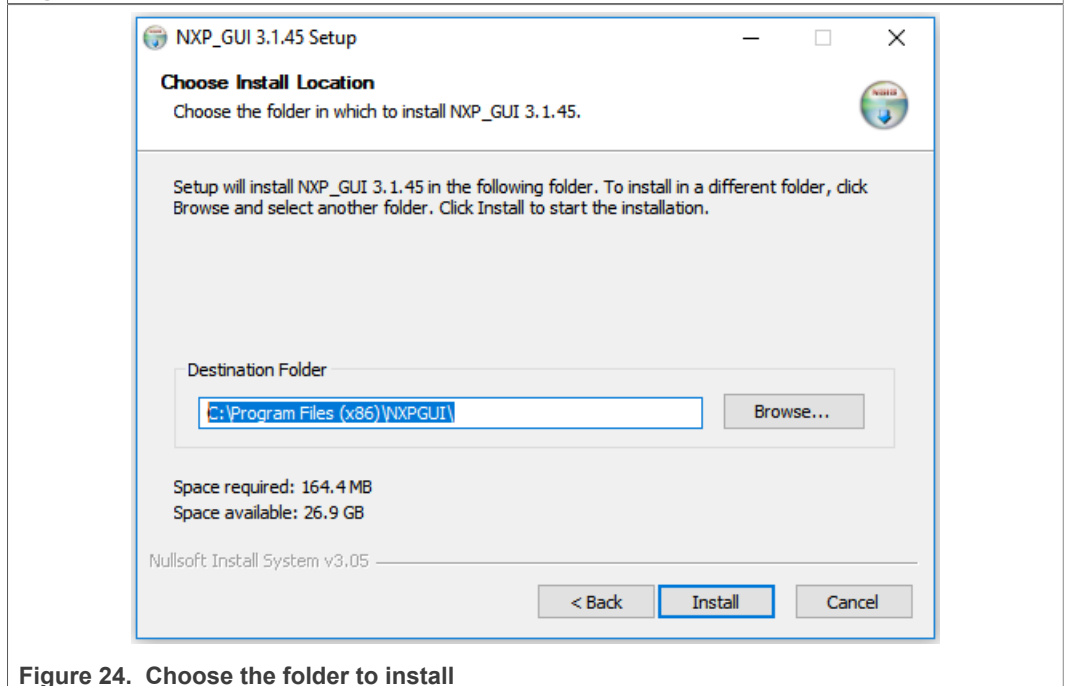 NXP_GUI 3.1.45 Setup
Choose Install Location
Choose the folder in which to install NXP_GUI 3.1.45.
Setup will install NXP_GUI 3.1.45 in the following folder. To install in a different folder, click
Browse and select another folder. Click Install to start the installation.
Destination Folder
C:\Program Files (x86)\NXPGUI\
Browse...
Space required: 164.4 MB
Space available: 26.9 GB
Nullsoft Install System v3.05
< Back
Install
Cancel
Figure 24. Choose the folder to install